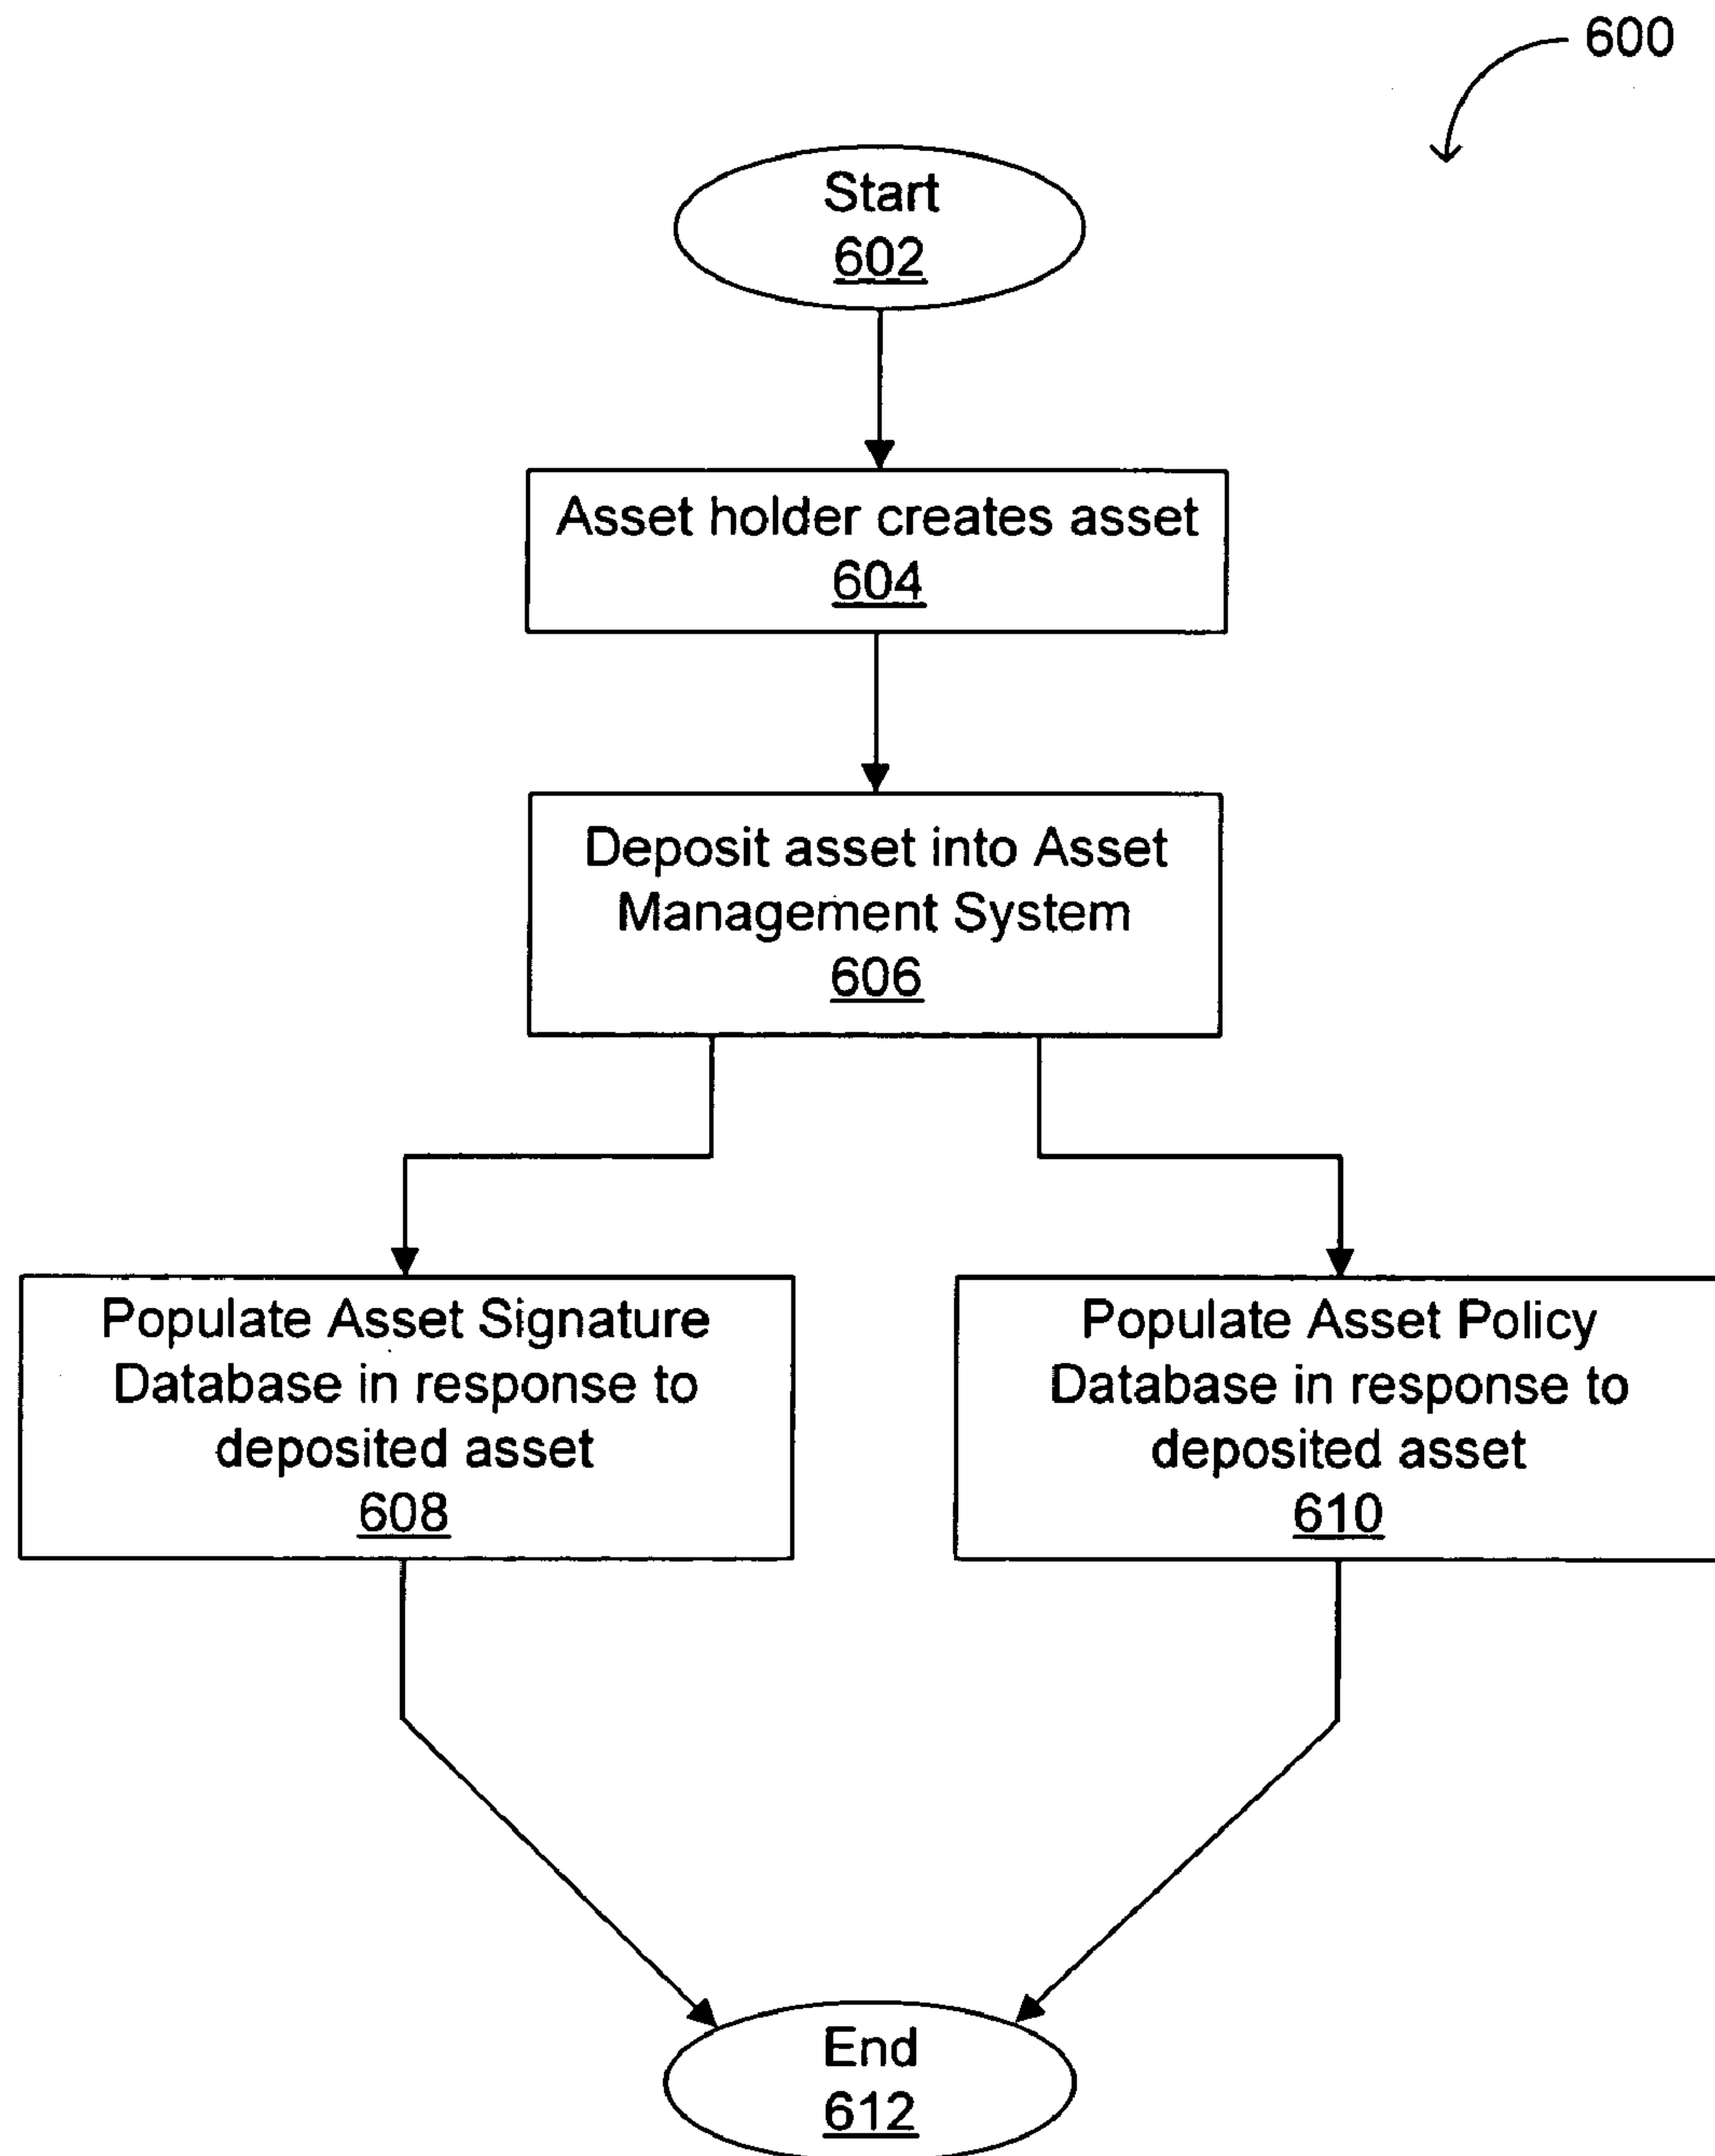 600
Start
602
Asset holder creates asset
604
Deposit asset into Asset
Management System
606
Populate Asset Signature
Database in response to
deposited asset
608
Populate Asset Policy
Database in response to
deposited asset
610
End
612